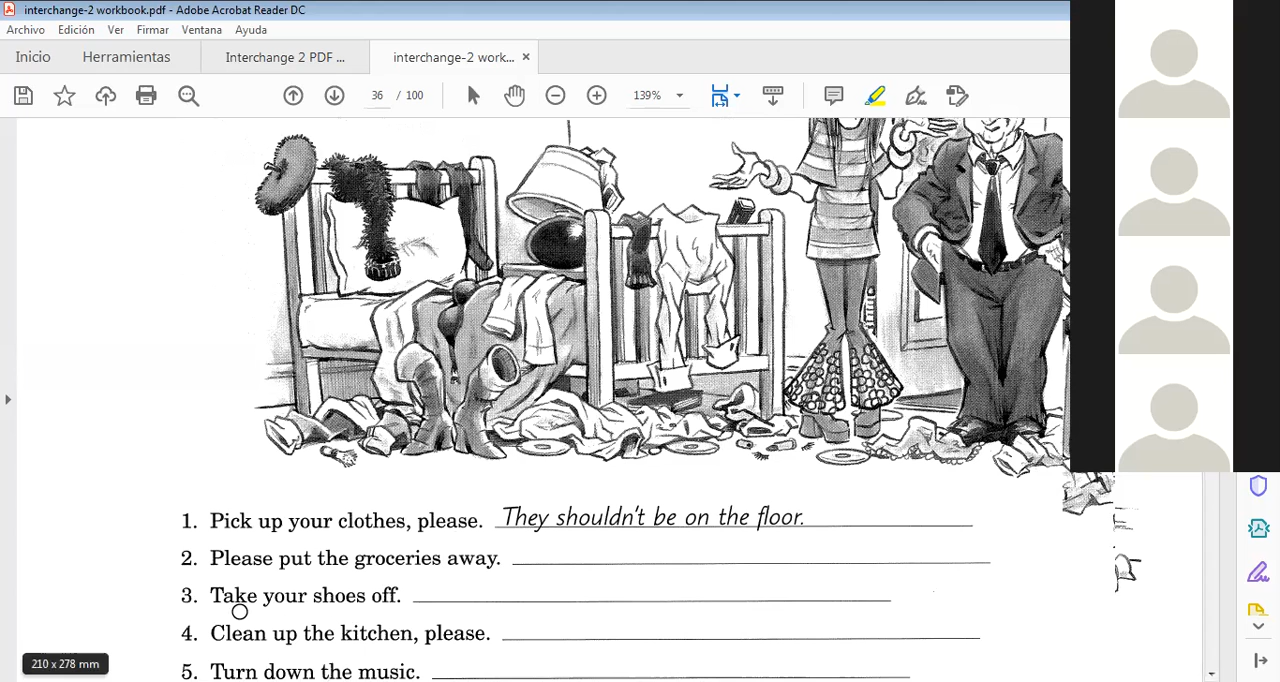 interchange-2 workbook.pdf - Adobe Acrobat Reader DC
Archivo Edición Ver Firmar Ventana Ayuda
Inicio Herramientas Interchange 2 PDF ... interchange-2 work... ×
36 / 100 139%
1. Pick up your clothes, please. They shouldn't be on the floor.
2. Please put the groceries away.
3. Take your shoes off.
4. Clean up the kitchen, please.
5. Turn down the music.
210 x 278 mm